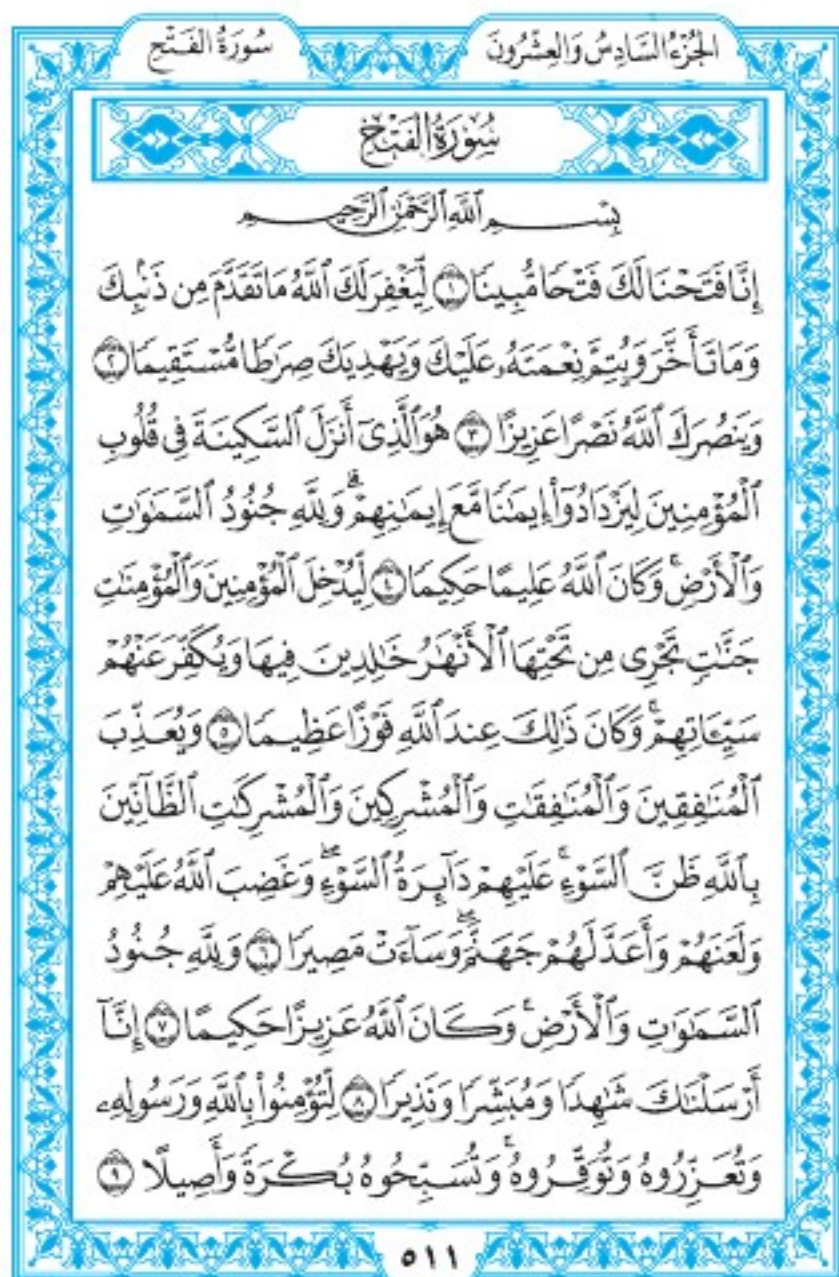 الجُزْءُ السَّادِسُ وَالعِشْرُونَ
سُورَةُ الفَتْحِ
سُورَةُ الفَتْحِ
بِسْمِ ٱللَّهِ ٱلرَّحْمَٰنِ ٱلرَّحِيمِ
إِنَّا فَتَحْنَا لَكَ فَتْحًا مُّبِينًا ١ لِّيَغْفِرَ لَكَ ٱللَّهُ مَا تَقَدَّمَ مِن ذَنۢبِكَ
وَمَا تَأَخَّرَ وَيُتِمَّ نِعْمَتَهُۥ عَلَيْكَ وَيَهْدِيَكَ صِرَٰطًا مُّسْتَقِيمًا ٢
وَيَنصُرَكَ ٱللَّهُ نَصْرًا عَزِيزًا ٣ هُوَ ٱلَّذِىٓ أَنزَلَ ٱلسَّكِينَةَ فِى قُلُوبِ
ٱلْمُؤْمِنِينَ لِيَزْدَادُوٓا۟ إِيمَٰنًا مَّعَ إِيمَٰنِهِمْ ۗ وَلِلَّهِ جُنُودُ ٱلسَّمَٰوَٰتِ
وَٱلْأَرْضِ ۚ وَكَانَ ٱللَّهُ عَلِيمًا حَكِيمًا ٤ لِّيُدْخِلَ ٱلْمُؤْمِنِينَ وَٱلْمُؤْمِنَٰتِ
جَنَّٰتٍ تَجْرِى مِن تَحْتِهَا ٱلْأَنْهَٰرُ خَٰلِدِينَ فِيهَا وَيُكَفِّرَ عَنْهُمْ
سَيِّـَٔاتِهِمْ ۚ وَكَانَ ذَٰلِكَ عِندَ ٱللَّهِ فَوْزًا عَظِيمًا ٥ وَيُعَذِّبَ
ٱلْمُنَٰفِقِينَ وَٱلْمُنَٰفِقَٰتِ وَٱلْمُشْرِكِينَ وَٱلْمُشْرِكَٰتِ ٱلظَّآنِّينَ
بِٱللَّهِ ظَنَّ ٱلسَّوْءِ ۚ عَلَيْهِمْ دَآئِرَةُ ٱلسَّوْءِ ۖ وَغَضِبَ ٱللَّهُ عَلَيْهِمْ
وَلَعَنَهُمْ وَأَعَدَّ لَهُمْ جَهَنَّمَ ۖ وَسَآءَتْ مَصِيرًا ٦ وَلِلَّهِ جُنُودُ
ٱلسَّمَٰوَٰتِ وَٱلْأَرْضِ ۚ وَكَانَ ٱللَّهُ عَزِيزًا حَكِيمًا ٧ إِنَّآ
أَرْسَلْنَٰكَ شَٰهِدًا وَمُبَشِّرًا وَنَذِيرًا ٨ لِّتُؤْمِنُوا۟ بِٱللَّهِ وَرَسُولِهِۦ
وَتُعَزِّرُوهُ وَتُوَقِّرُوهُ ۚ وَتُسَبِّحُوهُ بُكْرَةً وَأَصِيلًا ٩
٥١١